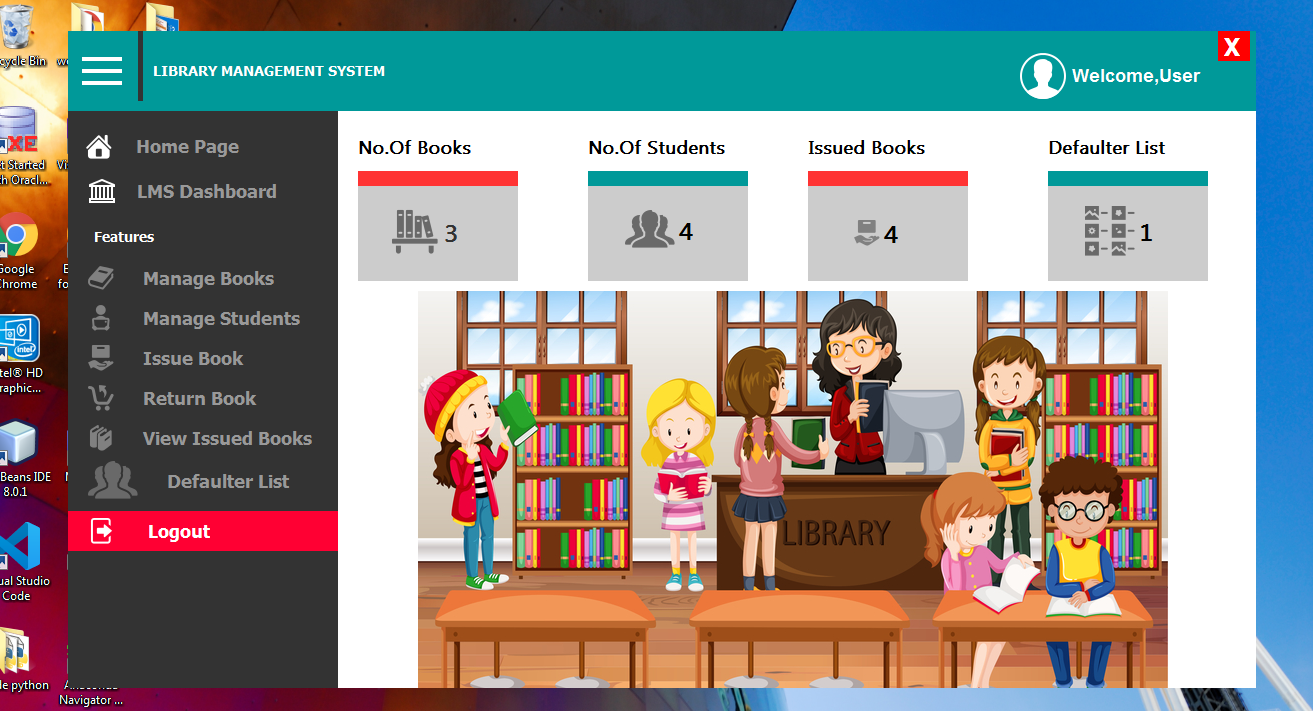 X
LIBRARY MANAGEMENT SYSTEM
Welcome,User
Home Page
LMS Dashboard
Features
Manage Books
Manage Students
Issue Book
Return Book
View Issued Books
Defaulter List
Logout
No.Of Books
3
No.Of Students
4
Issued Books
4
Defaulter List
1
LIBRARY
cycle Bin
XE
t Started
h Oracl...
Google
Chrome
intel
tel® HD
raphic...
Beans IDE
8.0.1
ual Studio
Code
le python
Navigator ...